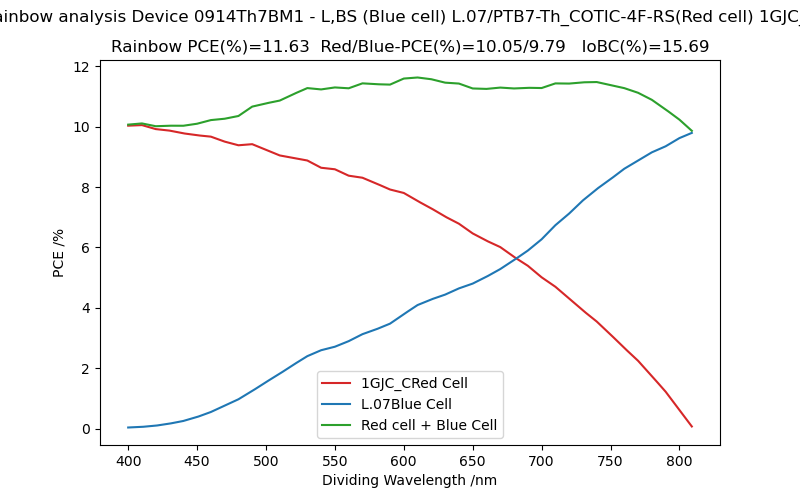 inbow analysis Device 0914Th7BM1 - L,BS (Blue cell) L.07/PTB7-Th_COTIC-4F-RS(Red cell) 1GJC_
Rainbow PCE(%)=11.63 Red/Blue-PCE(%)=10.05/9.79 IoBC(%)=15.69
12
10
8
6
4
2
0
PCE /%
1GJC_CRed Cell
L.07Blue Cell
Red cell + Blue Cell
400 450 500 550 600 650 700 750 800
Dividing Wavelength /nm